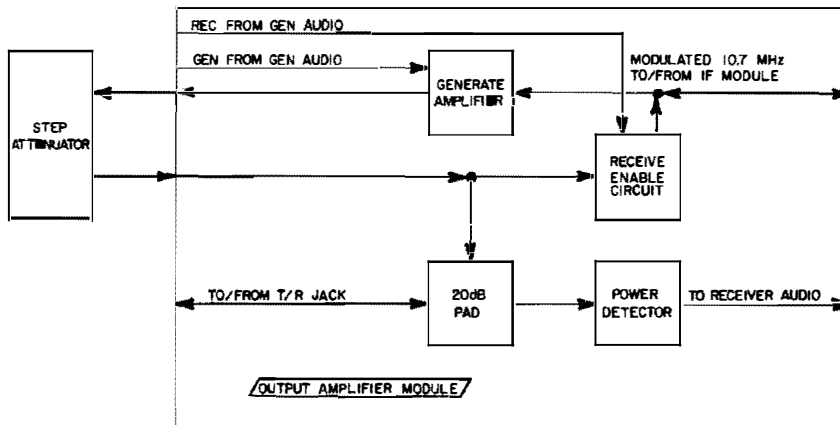 REC FROM GEN AUDIO
GEN FROM GEN AUDIO
GENERATE
AMPLIFIER
MODULATED 10.7 MHz
TO/FROM IF MODULE
STEP
ATTENUATOR
RECEIVE
ENABLE
CIRCUIT
TO/FROM T/R JACK
20dB
PAD
POWER
DETECTOR
TO RECEIVER AUDIO
OUTPUT AMPLIFIER MODULE